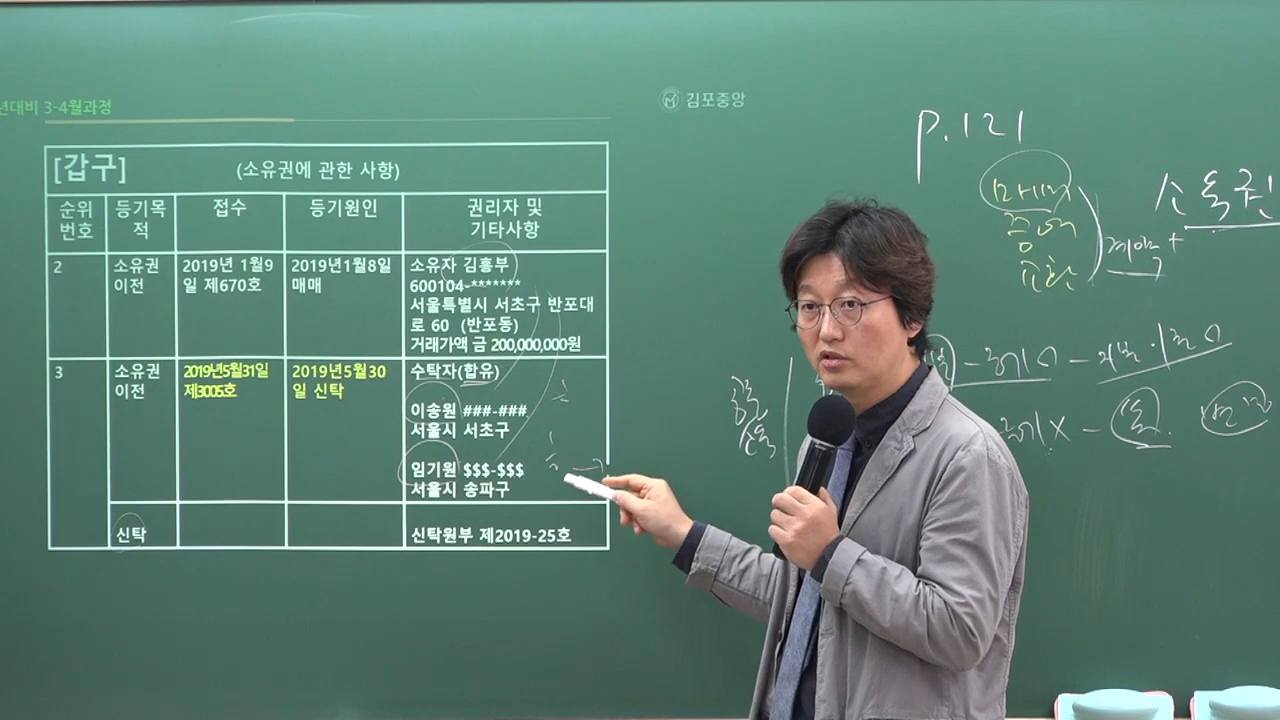 년대비 3-4월과정
김포중앙
[갑구] (소유권에 관한 사항)
순위번호 등기목적 접수 등기원인 권리자 및 기타사항
2 소유권이전 2019년 1월9일 제670호 2019년1월8일 매매 소유자 김흥부
600104-*******
서울특별시 서초구 반포대로 60 (반포동)
거래가액 금 200,000,000원
3 소유권이전 2019년5월31일 제3005호 2019년5월30일 신탁 수탁자(합유)
이송원 ###-###
서울시 서초구
임기원 $$$-$$$
서울시 송파구
신탁 신탁원부 제2019-25호
P.121
매매
증여
교환
계약+